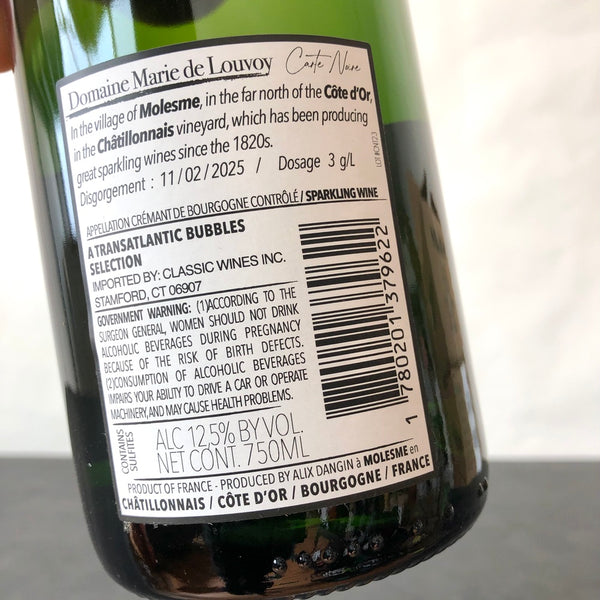 Domaine Marie de Louvoy Carte Noire
In the village of Molesme, in the far north of the Côte d'Or,
in the Châtillonnais vineyard, which has been producing
great sparkling wines since the 1820s.
Disgorgement : 11/02/2025 / Dosage 3 g/L
APPELLATION CRÉMANT DE BOURGOGNE CONTRÔLÉ / SPARKLING WINE
A TRANSATLANTIC BUBBLES
SELECTION
IMPORTED BY: CLASSIC WINES INC.
STAMFORD, CT 06907
GOVERNMENT WARNING: (1)ACCORDING TO THE
SURGEON GENERAL, WOMEN SHOULD NOT DRINK
ALCOHOLIC BEVERAGES DURING PREGNANCY
BECAUSE OF THE RISK OF BIRTH DEFECTS.
(2)CONSUMPTION OF ALCOHOLIC BEVERAGES
IMPAIRS YOUR ABILITY TO DRIVE A CAR OR OPERATE
MACHINERY, AND MAY CAUSE HEALTH PROBLEMS.
CONTAINS
SULFITES
ALC 12,5% BY VOL.
NET CONT. 750ML
1 780201 379622
PRODUCT OF FRANCE - PRODUCED BY ALIX DANGIN à MOLESME en
CHÂTILLONNAIS / CÔTE D'OR / BOURGOGNE / FRANCE